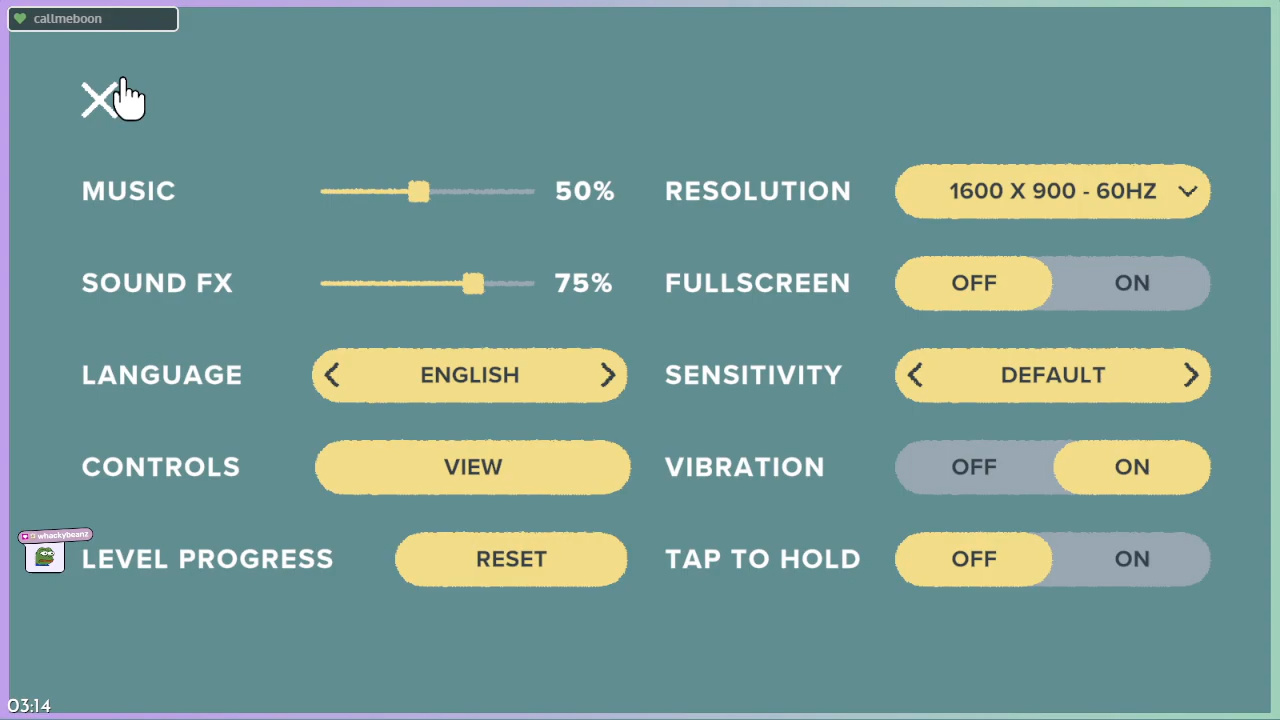 callmeboon
MUSIC 50% RESOLUTION 1600 X 900 - 60HZ
SOUND FX 75% FULLSCREEN OFF ON
LANGUAGE ENGLISH SENSITIVITY DEFAULT
CONTROLS VIEW VIBRATION OFF ON
whackybeanz
LEVEL PROGRESS RESET TAP TO HOLD OFF ON
03:14